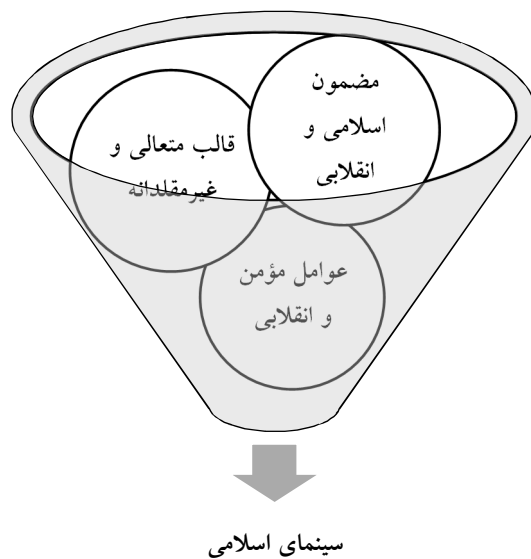 مضمون
اسلامی و
انقلابی
قالب متعالی و
غیرمقلدانه
عوامل مؤمن
و انقلابی
سینمای اسلامی